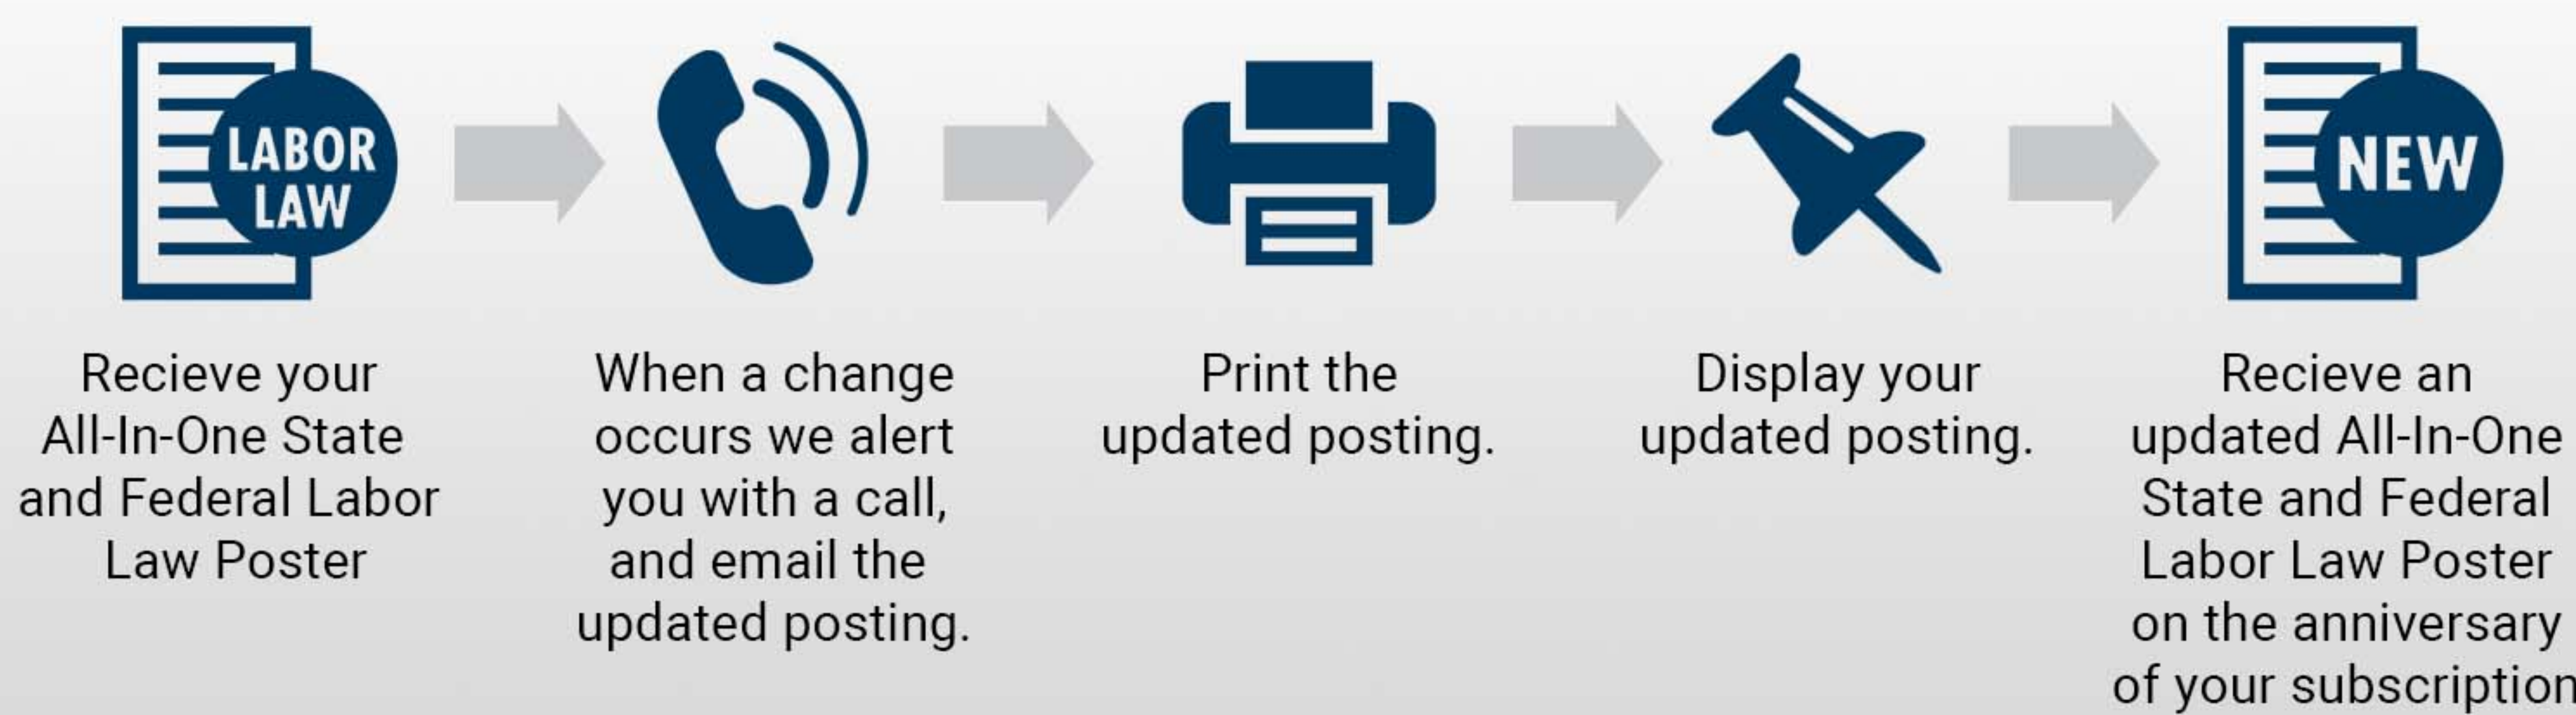 LABOR
LAW
NEW
Recieve your
All-In-One State
and Federal Labor
Law Poster
When a change
occurs we alert
you with a call,
and email the
updated posting.
Print the
updated posting.
Display your
updated posting.
Recieve an
updated All-In-One
State and Federal
Labor Law Poster
on the anniversary
of your subscription